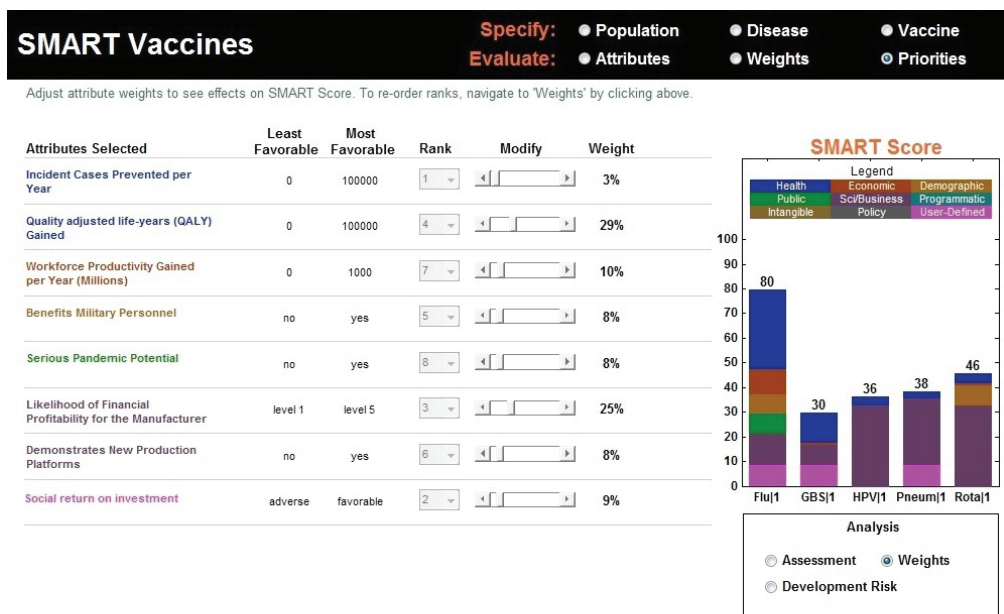 SMART Vaccines
Specify: Population Disease Vaccine
Evaluate: Attributes Weights Priorities
Adjust attribute weights to see effects on SMART Score. To re-order ranks, navigate to 'Weights' by clicking above.
Attributes Selected Least Favorable Most Favorable Rank Modify Weight
Incident Cases Prevented per
Year
0 100000 1 3%
Quality adjusted life-years (QALY)
Gained
0 100000 4 29%
Workforce Productivity Gained
per Year (Millions)
0 1000 7 10%
Benefits Military Personnel no yes 5 8%
Serious Pandemic Potential no yes 8 8%
Likelihood of Financial
Profitability for the Manufacturer
level 1 level 5 3 25%
Demonstrates New Production
Platforms
no yes 6 8%
Social return on investment adverse favorable 2 9%
SMART Score
Legend
Health Economic Demographic
Public Sci/Business Programmatic
Intangible Policy User-Defined
100
90
80
70
60
50
40
30
20
10
0
80
30
36
38
46
Flu|1 GBS|1 HPV|1 Pneum|1 Rota|1
Analysis
Assessment Weights
Development Risk